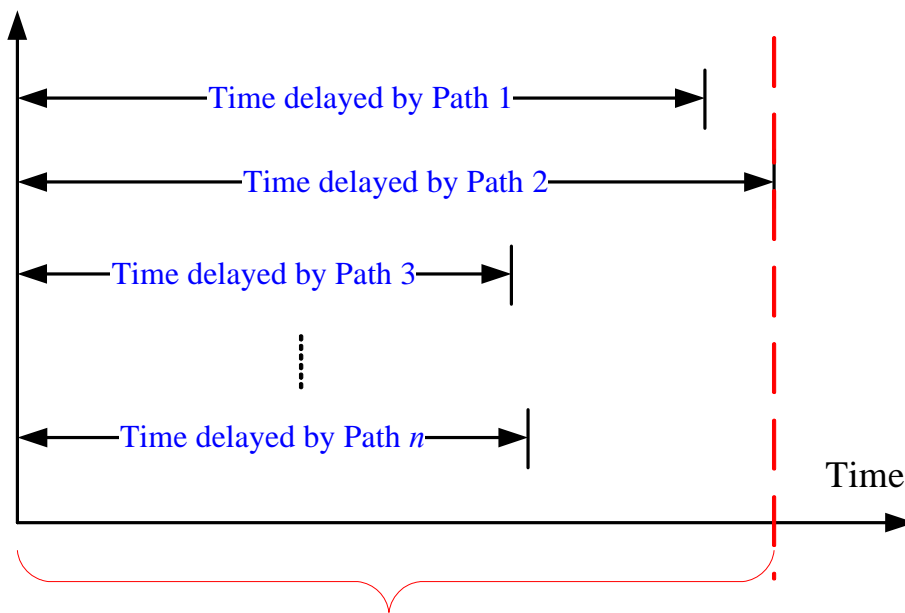 Time delayed by Path 1
Time delayed by Path 2
Time delayed by Path 3
Time delayed by Path n
Time